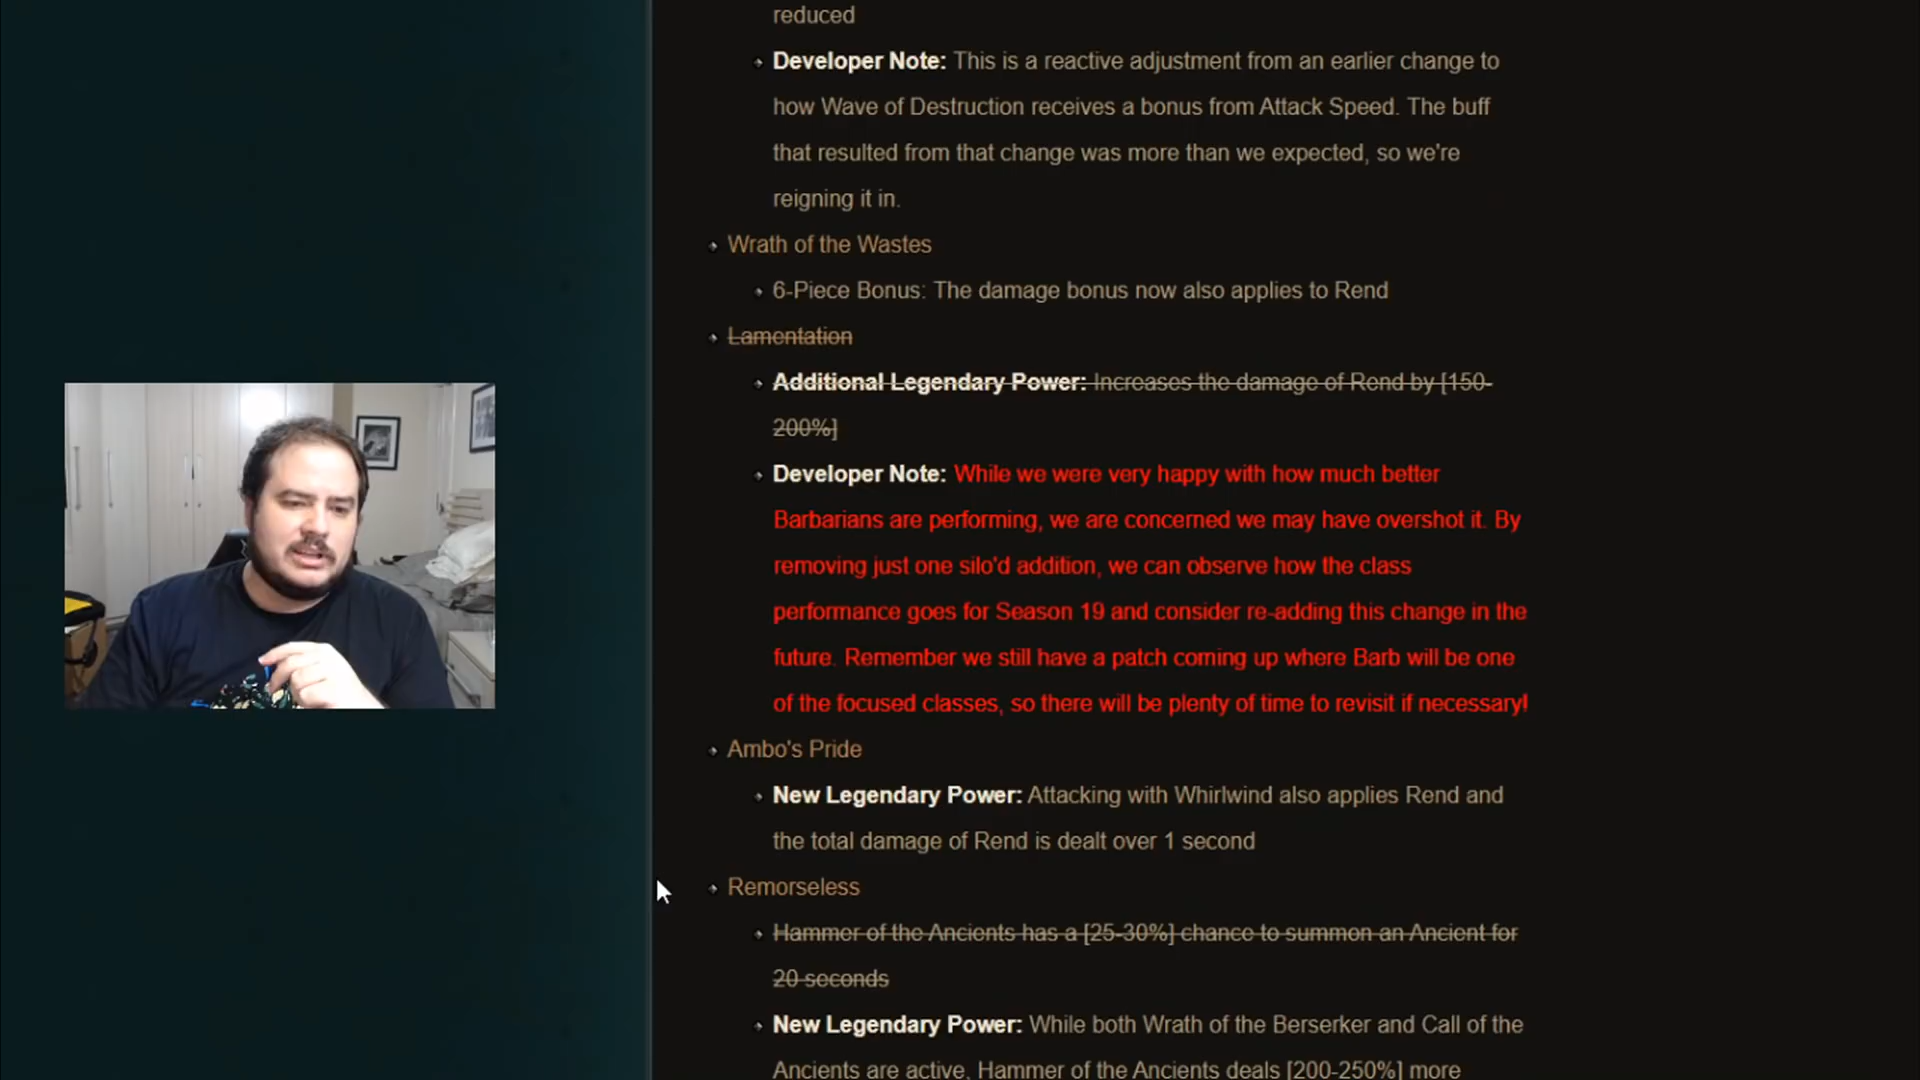 reduced
Developer Note: This is a reactive adjustment from an earlier change to
how Wave of Destruction receives a bonus from Attack Speed. The buff
that resulted from that change was more than we expected, so we're
reigning it in.
Wrath of the Wastes
6-Piece Bonus: The damage bonus now also applies to Rend
Lamentation
Additional Legendary Power: Increases the damage of Rend by [150-
200%]
Developer Note: While we were very happy with how much better
Barbarians are performing, we are concerned we may have overshot it. By
removing just one silo'd addition, we can observe how the class
performance goes for Season 19 and consider re-adding this change in the
future. Remember we still have a patch coming up where Barb will be one
of the focused classes, so there will be plenty of time to revisit if necessary!
Ambo's Pride
New Legendary Power: Attacking with Whirlwind also applies Rend and
the total damage of Rend is dealt over 1 second
Remorseless
Hammer of the Ancients has a [25-30%] chance to summon an Ancient for
20 seconds
New Legendary Power: While both Wrath of the Berserker and Call of the
Ancients are active, Hammer of the Ancients deals [200-250%] more